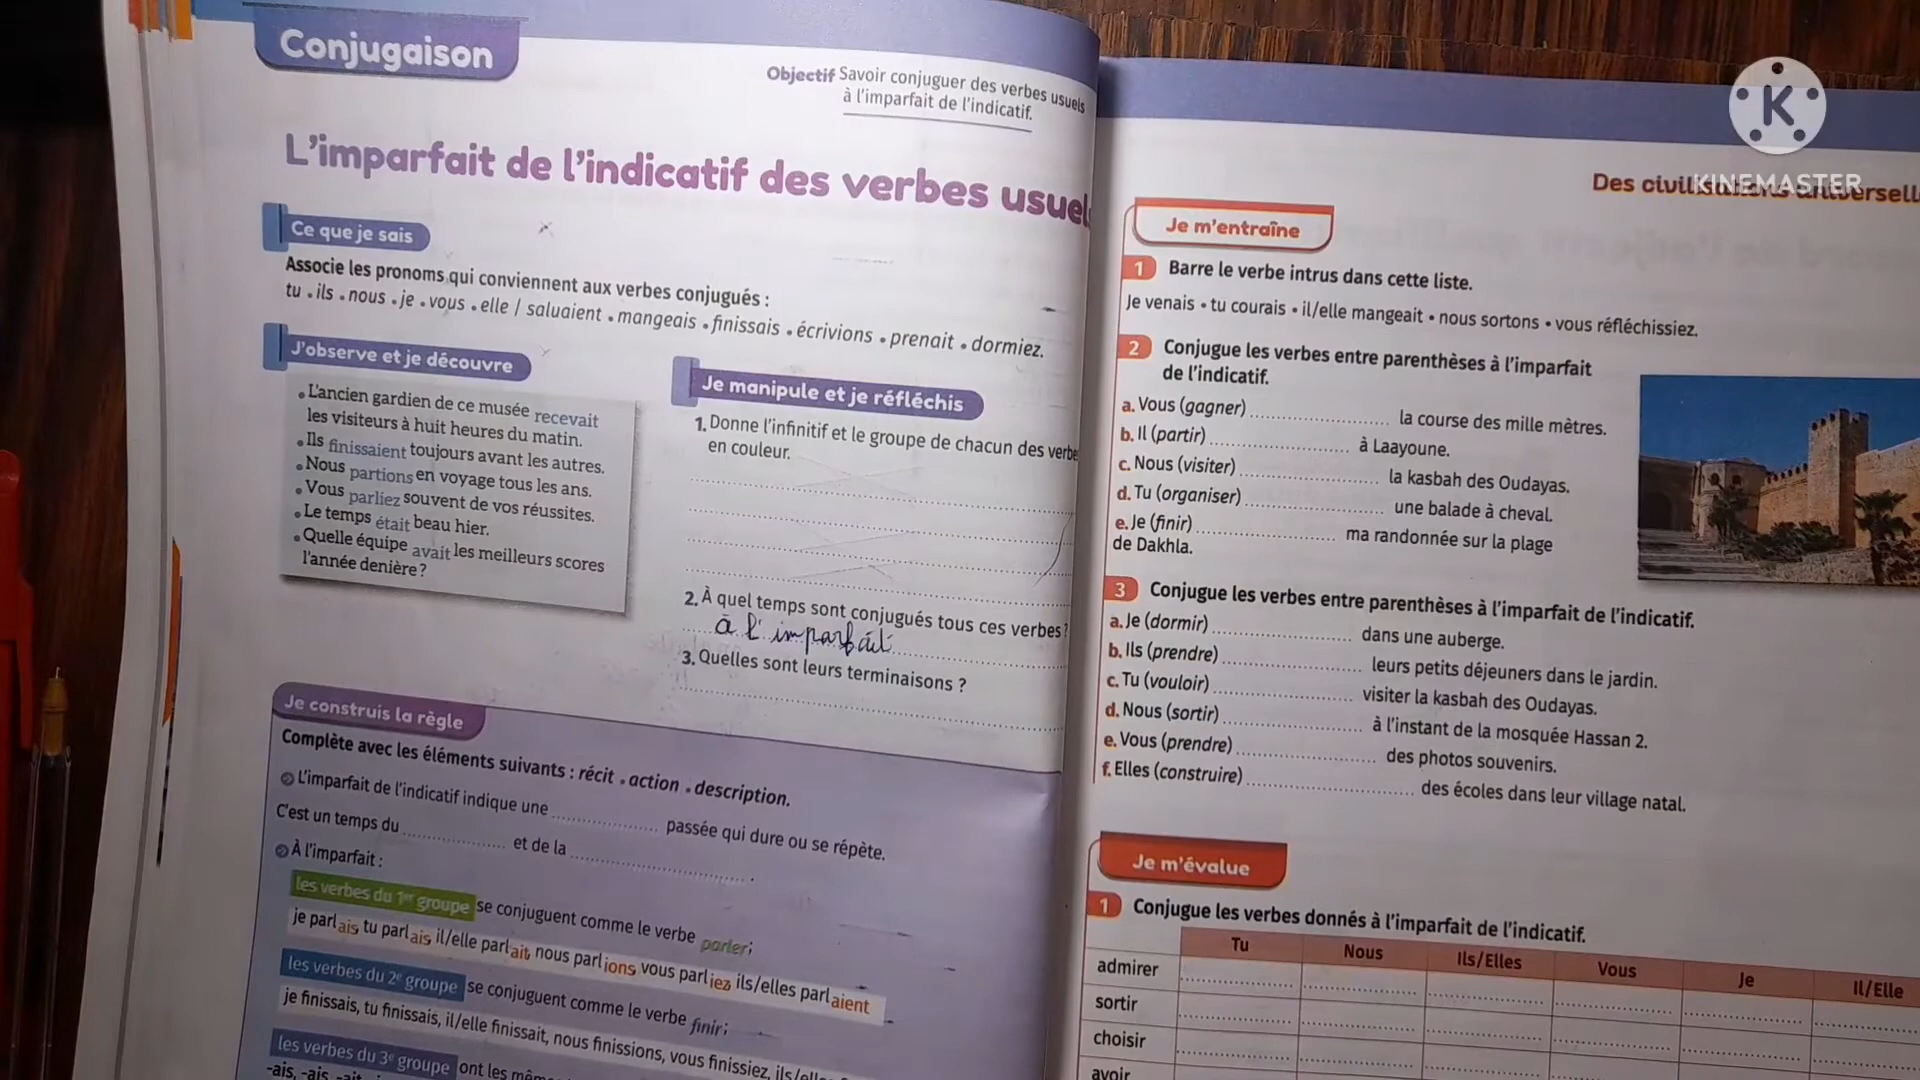 Conjugaison
Objectif Savoir conjuguer des verbes usuels
à l'imparfait de l'indicatif.
L'imparfait de l'indicatif des verbes usuel
Ce que je sais
Associe les pronoms qui conviennent aux verbes conjugués :
tu • ils • nous • je • vous • elle / saluaient • mangeais • finissais • écrivions • prenait • dormiez.
J'observe et je découvre
• L'ancien gardien de ce musée recevait
les visiteurs à huit heures du matin.
• Ils finissaient toujours avant les autres.
• Nous partions en voyage tous les ans.
• Vous parliez souvent de vos réussites.
• Le temps était beau hier.
• Quelle équipe avait les meilleurs scores
l'année denière ?
Je manipule et je réfléchis
1. Donne l'infinitif et le groupe de chacun des verbe
en couleur.
2. À quel temps sont conjugués tous ces verbes ?
à l'imparfait
3. Quelles sont leurs terminaisons ?
Je construis la règle
Complète avec les éléments suivants : récit • action • description.
L'imparfait de l'indicatif indique une .................... passée qui dure ou se répète.
C'est un temps du .................... et de la .................... .
À l'imparfait :
les verbes du 1er groupe se conjuguent comme le verbe parler ;
je parlais tu parlais il/elle parlait nous parlions vous parliez ils/elles parlaient
les verbes du 2e groupe se conjuguent comme le verbe finir ;
je finissais, tu finissais, il/elle finissait, nous finissions, vous finissiez, ils/elle
les verbes du 3e groupe ont les mêm
-ais, -ais, -ait
K
KINEMASTER
Des civilisations universelle
Je m'entraîne
1 Barre le verbe intrus dans cette liste.
Je venais • tu courais • il/elle mangeait • nous sortons • vous réfléchissiez.
2 Conjugue les verbes entre parenthèses à l'imparfait
de l'indicatif.
a. Vous (gagner) .................... la course des mille mètres.
b. Il (partir) .................... à Laayoune.
c. Nous (visiter) .................... la kasbah des Oudayas.
d. Tu (organiser) .................... une balade à cheval.
e. Je (finir) .................... ma randonnée sur la plage
de Dakhla.
3 Conjugue les verbes entre parenthèses à l'imparfait de l'indicatif.
a. Je (dormir) .................... dans une auberge.
b. Ils (prendre) .................... leurs petits déjeuners dans le jardin.
c. Tu (vouloir) .................... visiter la kasbah des Oudayas.
d. Nous (sortir) .................... à l'instant de la mosquée Hassan 2.
e. Vous (prendre) .................... des photos souvenirs.
f. Elles (construire) .................... des écoles dans leur village natal.
Je m'évalue
1 Conjugue les verbes donnés à l'imparfait de l'indicatif.
Tu Nous Ils/Elles Vous Je Il/Elle
admirer
sortir
choisir
avoir